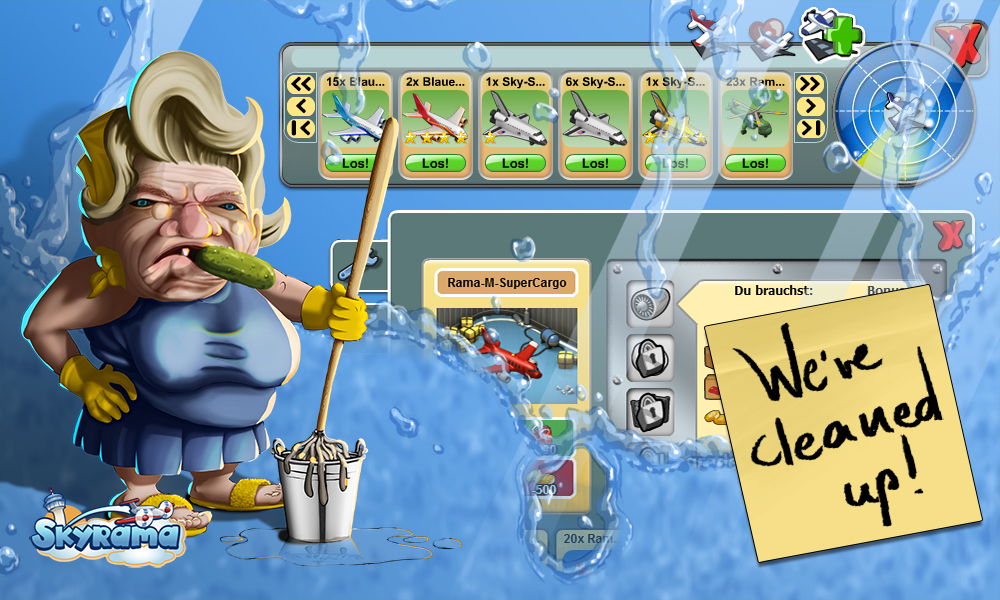 15x Blau...
2x Blaue...
1x Sky-S...
6x Sky-S...
1x Sky-S...
23x Ram...
Los!
Los!
Los!
Los!
Los!
Los!
Rama-M-SuperCargo
Du brauchst:
Bonus
-500
20x Ram
We're
cleaned
up!
SKYRAMA